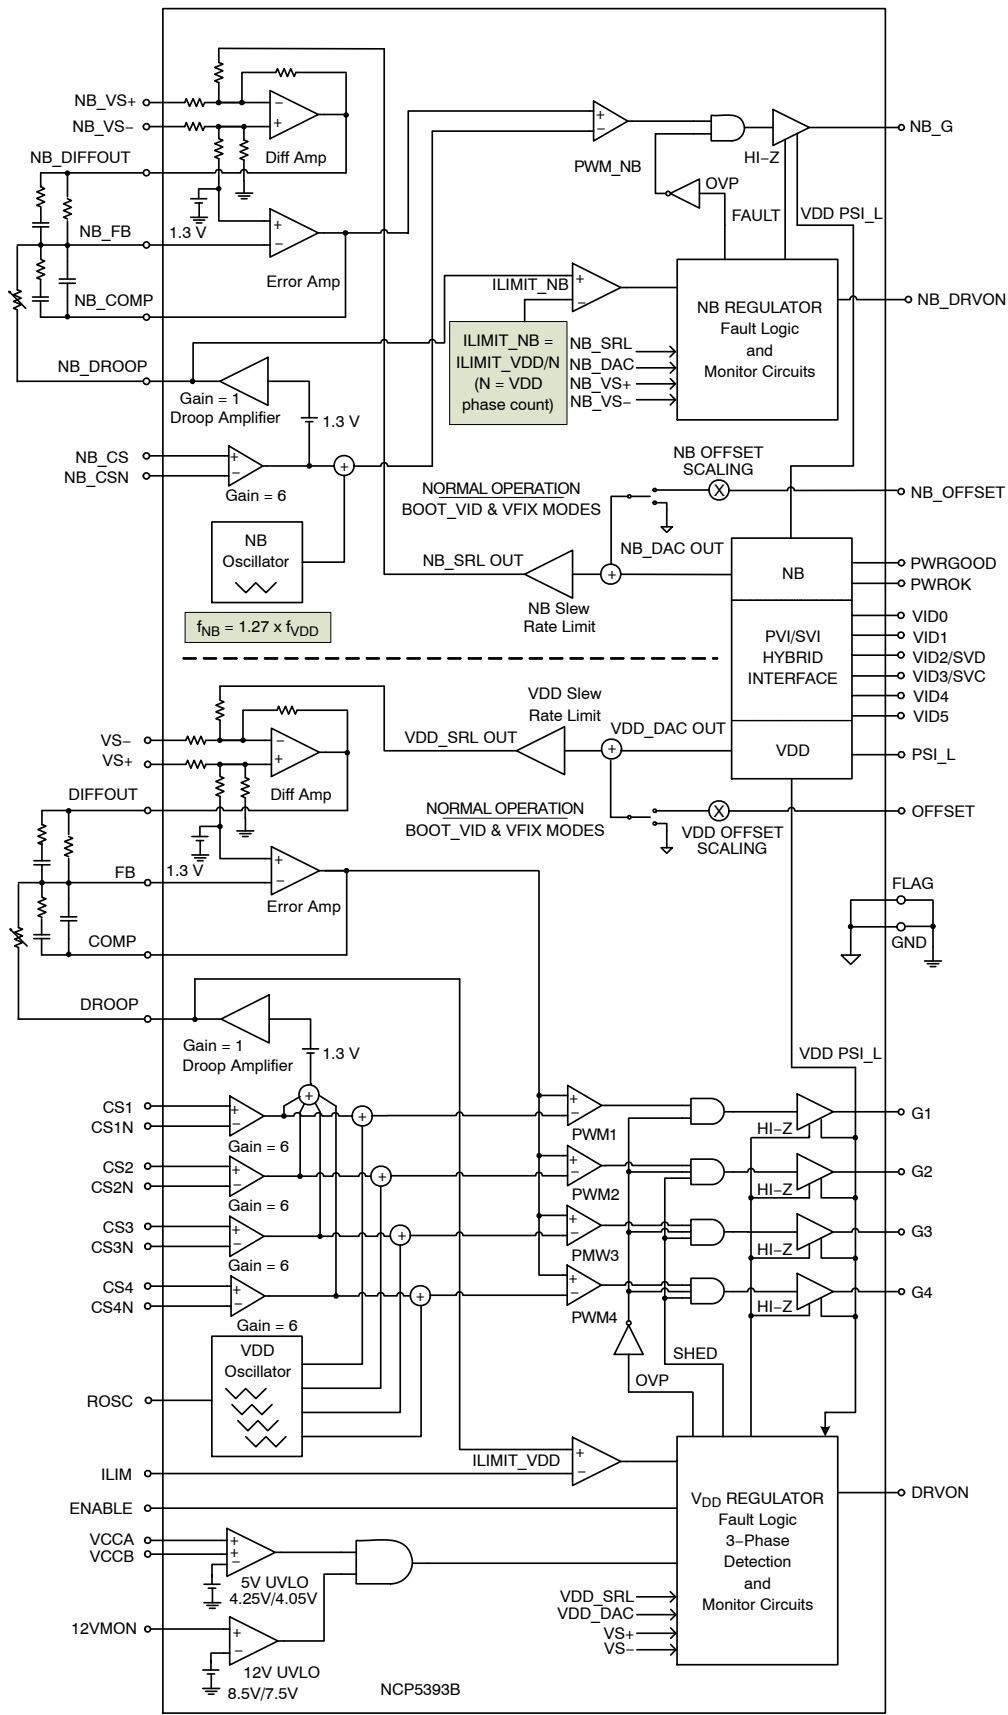 NB_VS+
NB_VS−
Diff Amp
NB_DIFFOUT
1.3 V
NB_FB
Error Amp
NB_COMP
PWM_NB
OVP
HI−Z
NB_G
FAULT
VDD PSI_L
ILIMIT_NB
NB REGULATOR
Fault Logic
and
Monitor Circuits
NB_DRVON
ILIMIT_NB =
ILIMIT_VDD/N
(N = VDD
phase count)
NB_SRL
NB_DAC
NB_VS+
NB_VS−
NB_DROOP
Gain = 1
Droop Amplifier
1.3 V
NB_CS
NB_CSN
Gain = 6
NB OFFSET
SCALING
NORMAL OPERATION
BOOT_VID & VFIX MODES
NB_OFFSET
NB
Oscillator
NB_SRL OUT
NB_DAC OUT
NB Slew
Rate Limit
fNB = 1.27 x fVDD
NB
PVI/SVI
HYBRID
INTERFACE
VDD
PWRGOOD
PWROK
VID0
VID1
VID2/SVD
VID3/SVC
VID4
VID5
PSI_L
VDD Slew
Rate Limit
VDD_SRL OUT
VDD_DAC OUT
VS−
VS+
Diff Amp
DIFFOUT
NORMAL OPERATION
BOOT_VID & VFIX MODES
VDD OFFSET
SCALING
OFFSET
1.3 V
FB
Error Amp
COMP
FLAG
GND
DROOP
Gain = 1
Droop Amplifier
1.3 V
VDD PSI_L
CS1
CS1N
Gain = 6
PWM1
HI−Z
G1
CS2
CS2N
Gain = 6
PWM2
HI−Z
G2
CS3
CS3N
Gain = 6
PMW3
HI−Z
G3
CS4
CS4N
Gain = 6
PWM4
HI−Z
G4
VDD
Oscillator
ROSC
SHED
OVP
ILIMIT_VDD
ILIM
ENABLE
VDD REGULATOR
Fault Logic
3−Phase
Detection
and
Monitor Circuits
DRVON
VCCA
VCCB
5V UVLO
4.25V/4.05V
VDD_SRL
VDD_DAC
VS+
VS−
12VMON
12V UVLO
8.5V/7.5V
NCP5393B